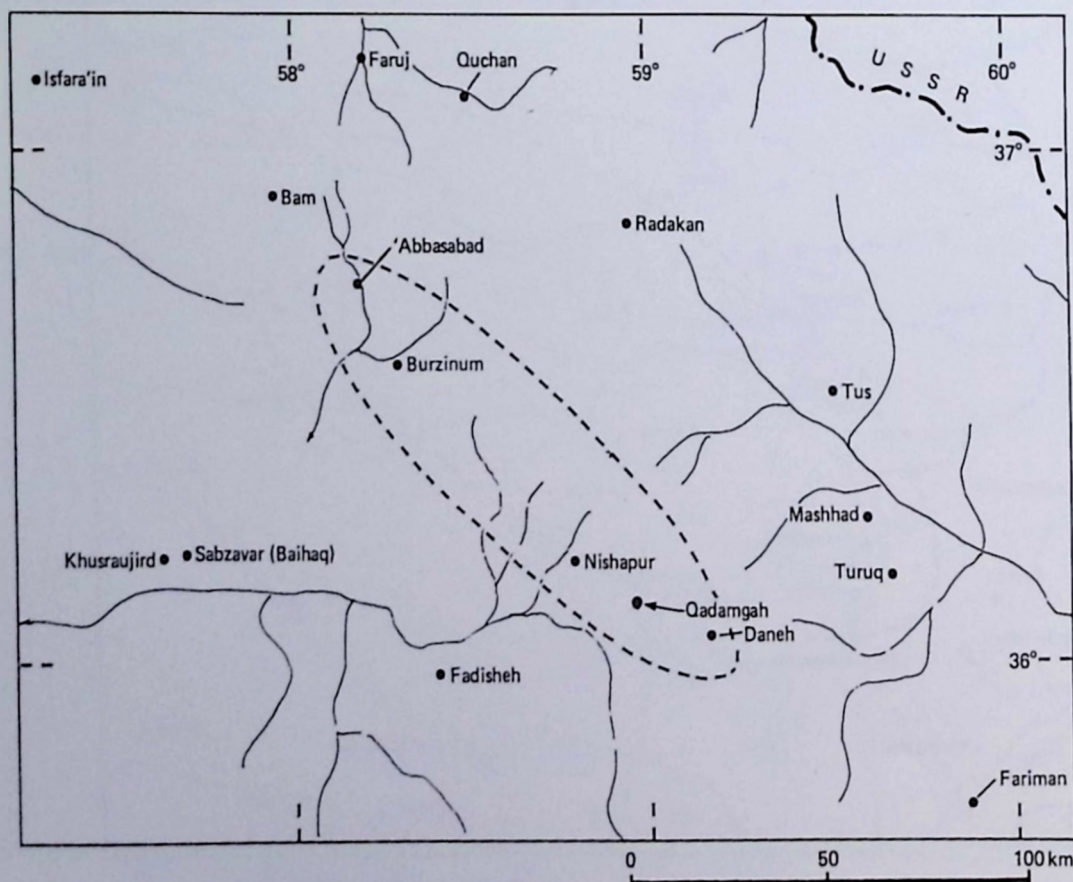 58°
59°
60°
USSR
Isfara'in
Faruj
Quchan
37°
Bam
Radakan
'Abbasabad
Burzinum
Tus
Mashhad
Khusraujird
Sabzavar (Baihaq)
Nishapur
Turuq
Qadamgah
Daneh
36°
Fadisheh
Fariman
0 50 100 km